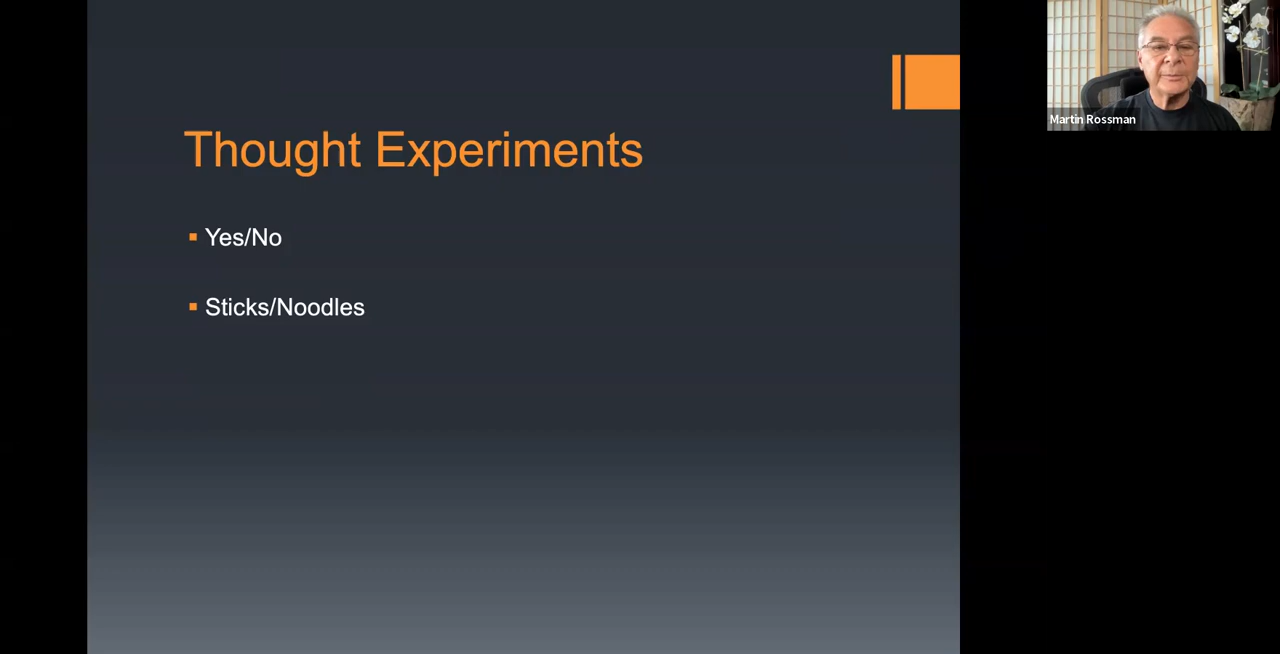 Thought Experiments
Yes/No
Sticks/Noodles
Martin Rossman